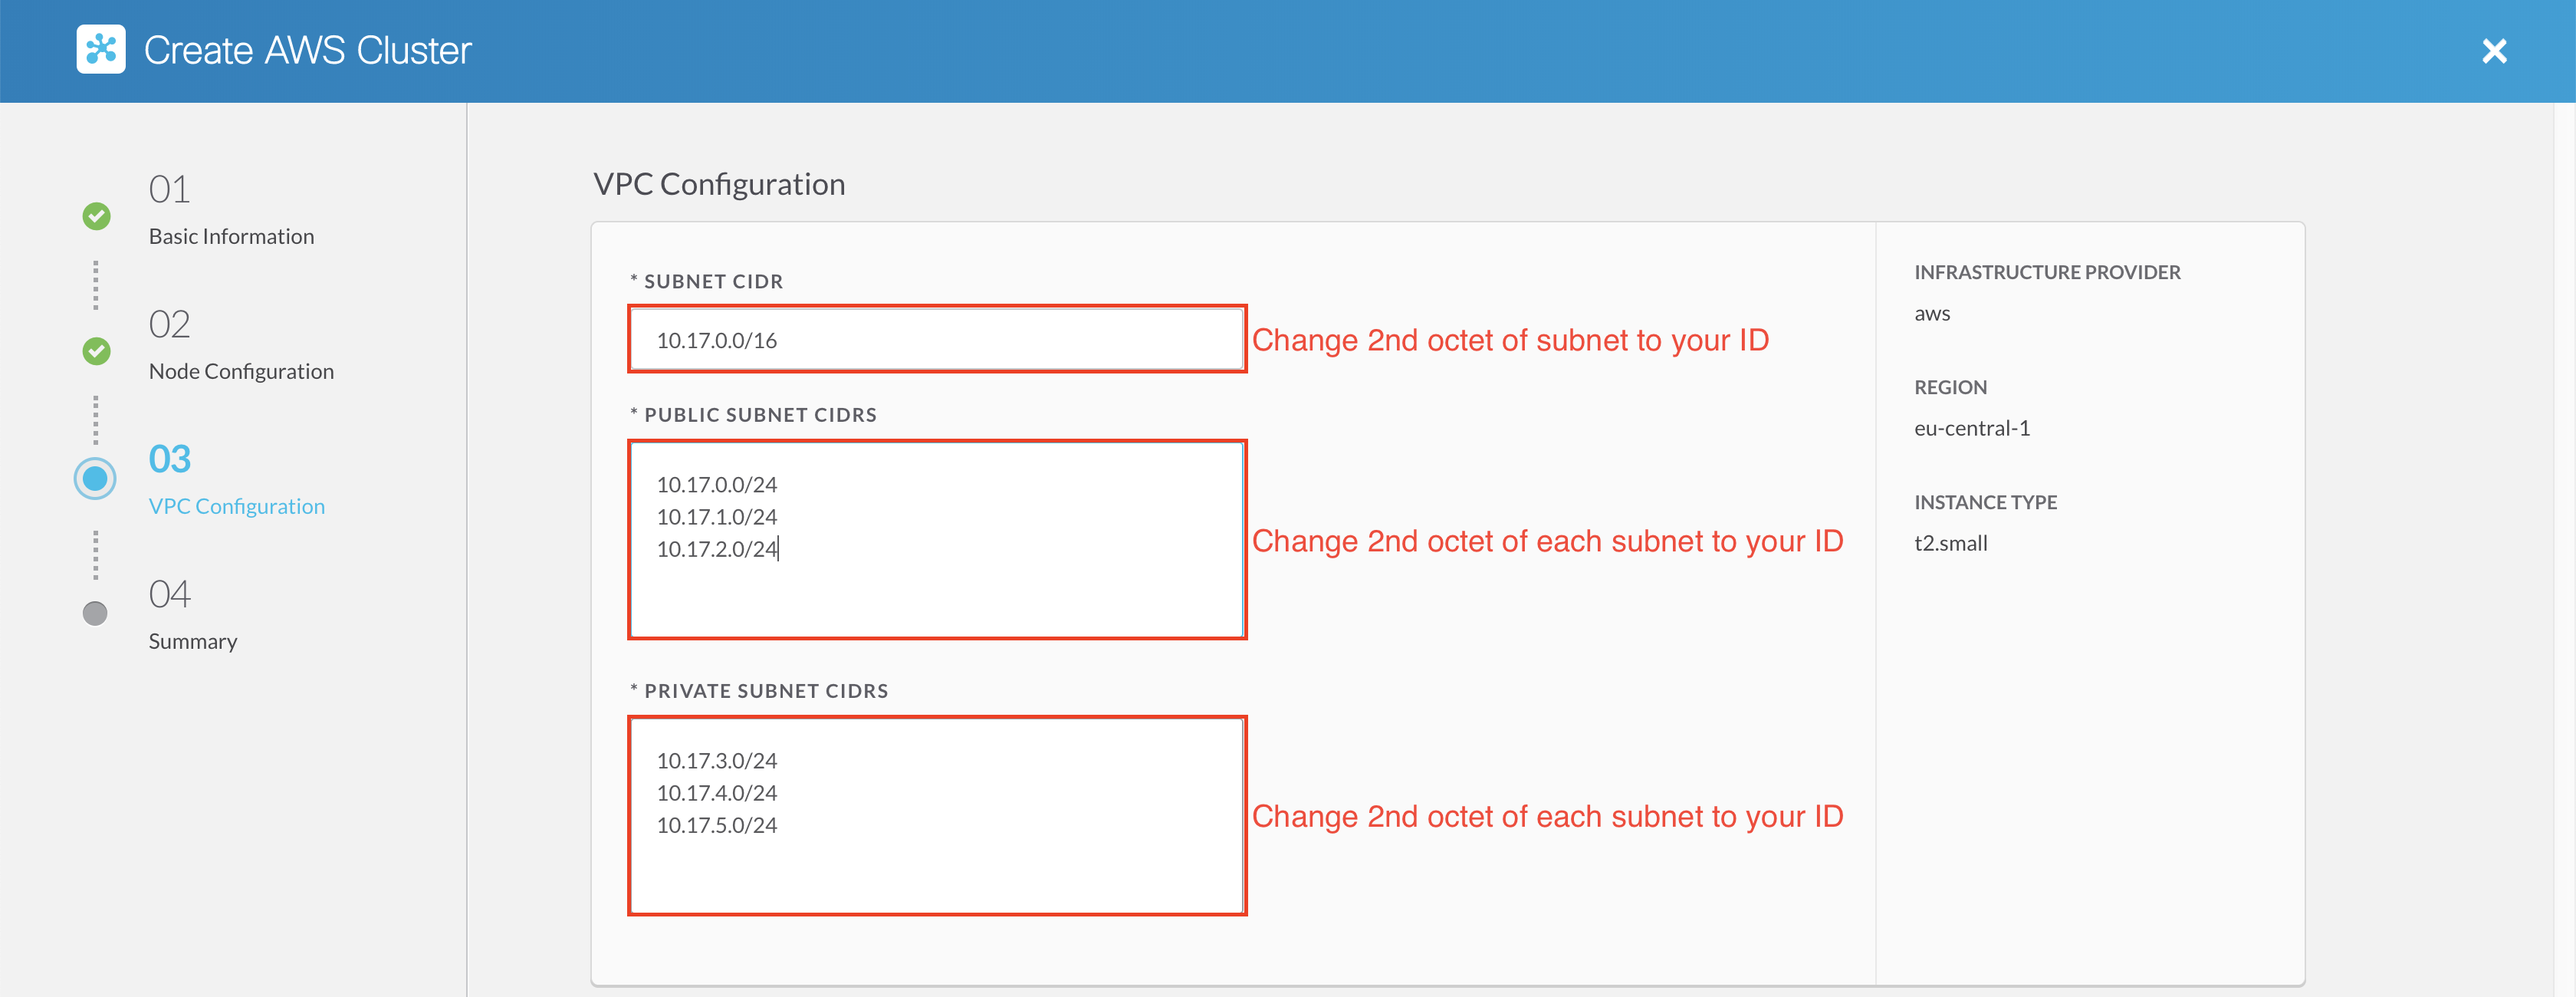 Create AWS Cluster
01
Basic Information
02
Node Configuration
03
VPC Configuration
04
Summary
VPC Configuration
* SUBNET CIDR
10.17.0.0/16
Change 2nd octet of subnet to your ID
* PUBLIC SUBNET CIDRS
10.17.0.0/24
10.17.1.0/24
10.17.2.0/24
Change 2nd octet of each subnet to your ID
* PRIVATE SUBNET CIDRS
10.17.3.0/24
10.17.4.0/24
10.17.5.0/24
Change 2nd octet of each subnet to your ID
INFRASTRUCTURE PROVIDER
aws
REGION
eu-central-1
INSTANCE TYPE
t2.small